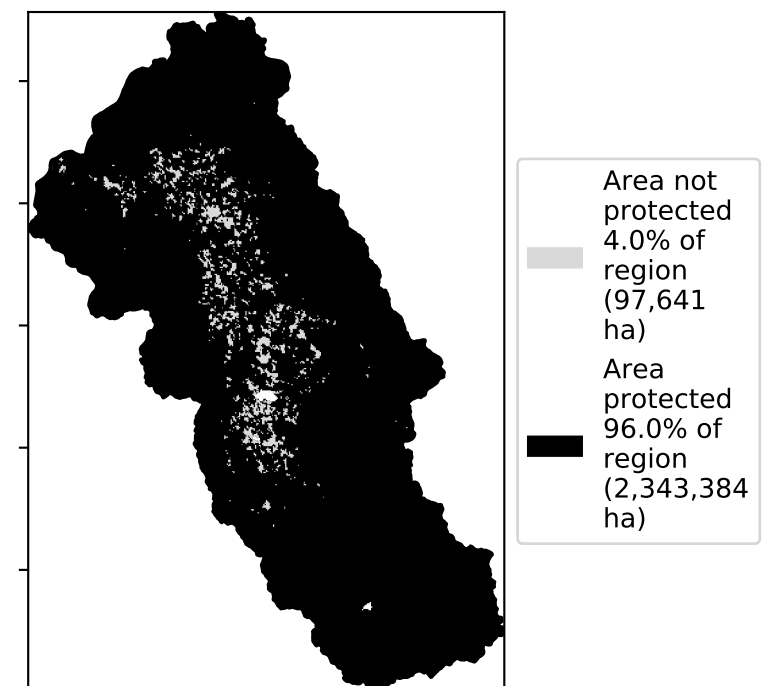 Area not
protected
4.0% of
region
(97,641
ha)
Area
protected
96.0% of
region
(2,343,384
ha)